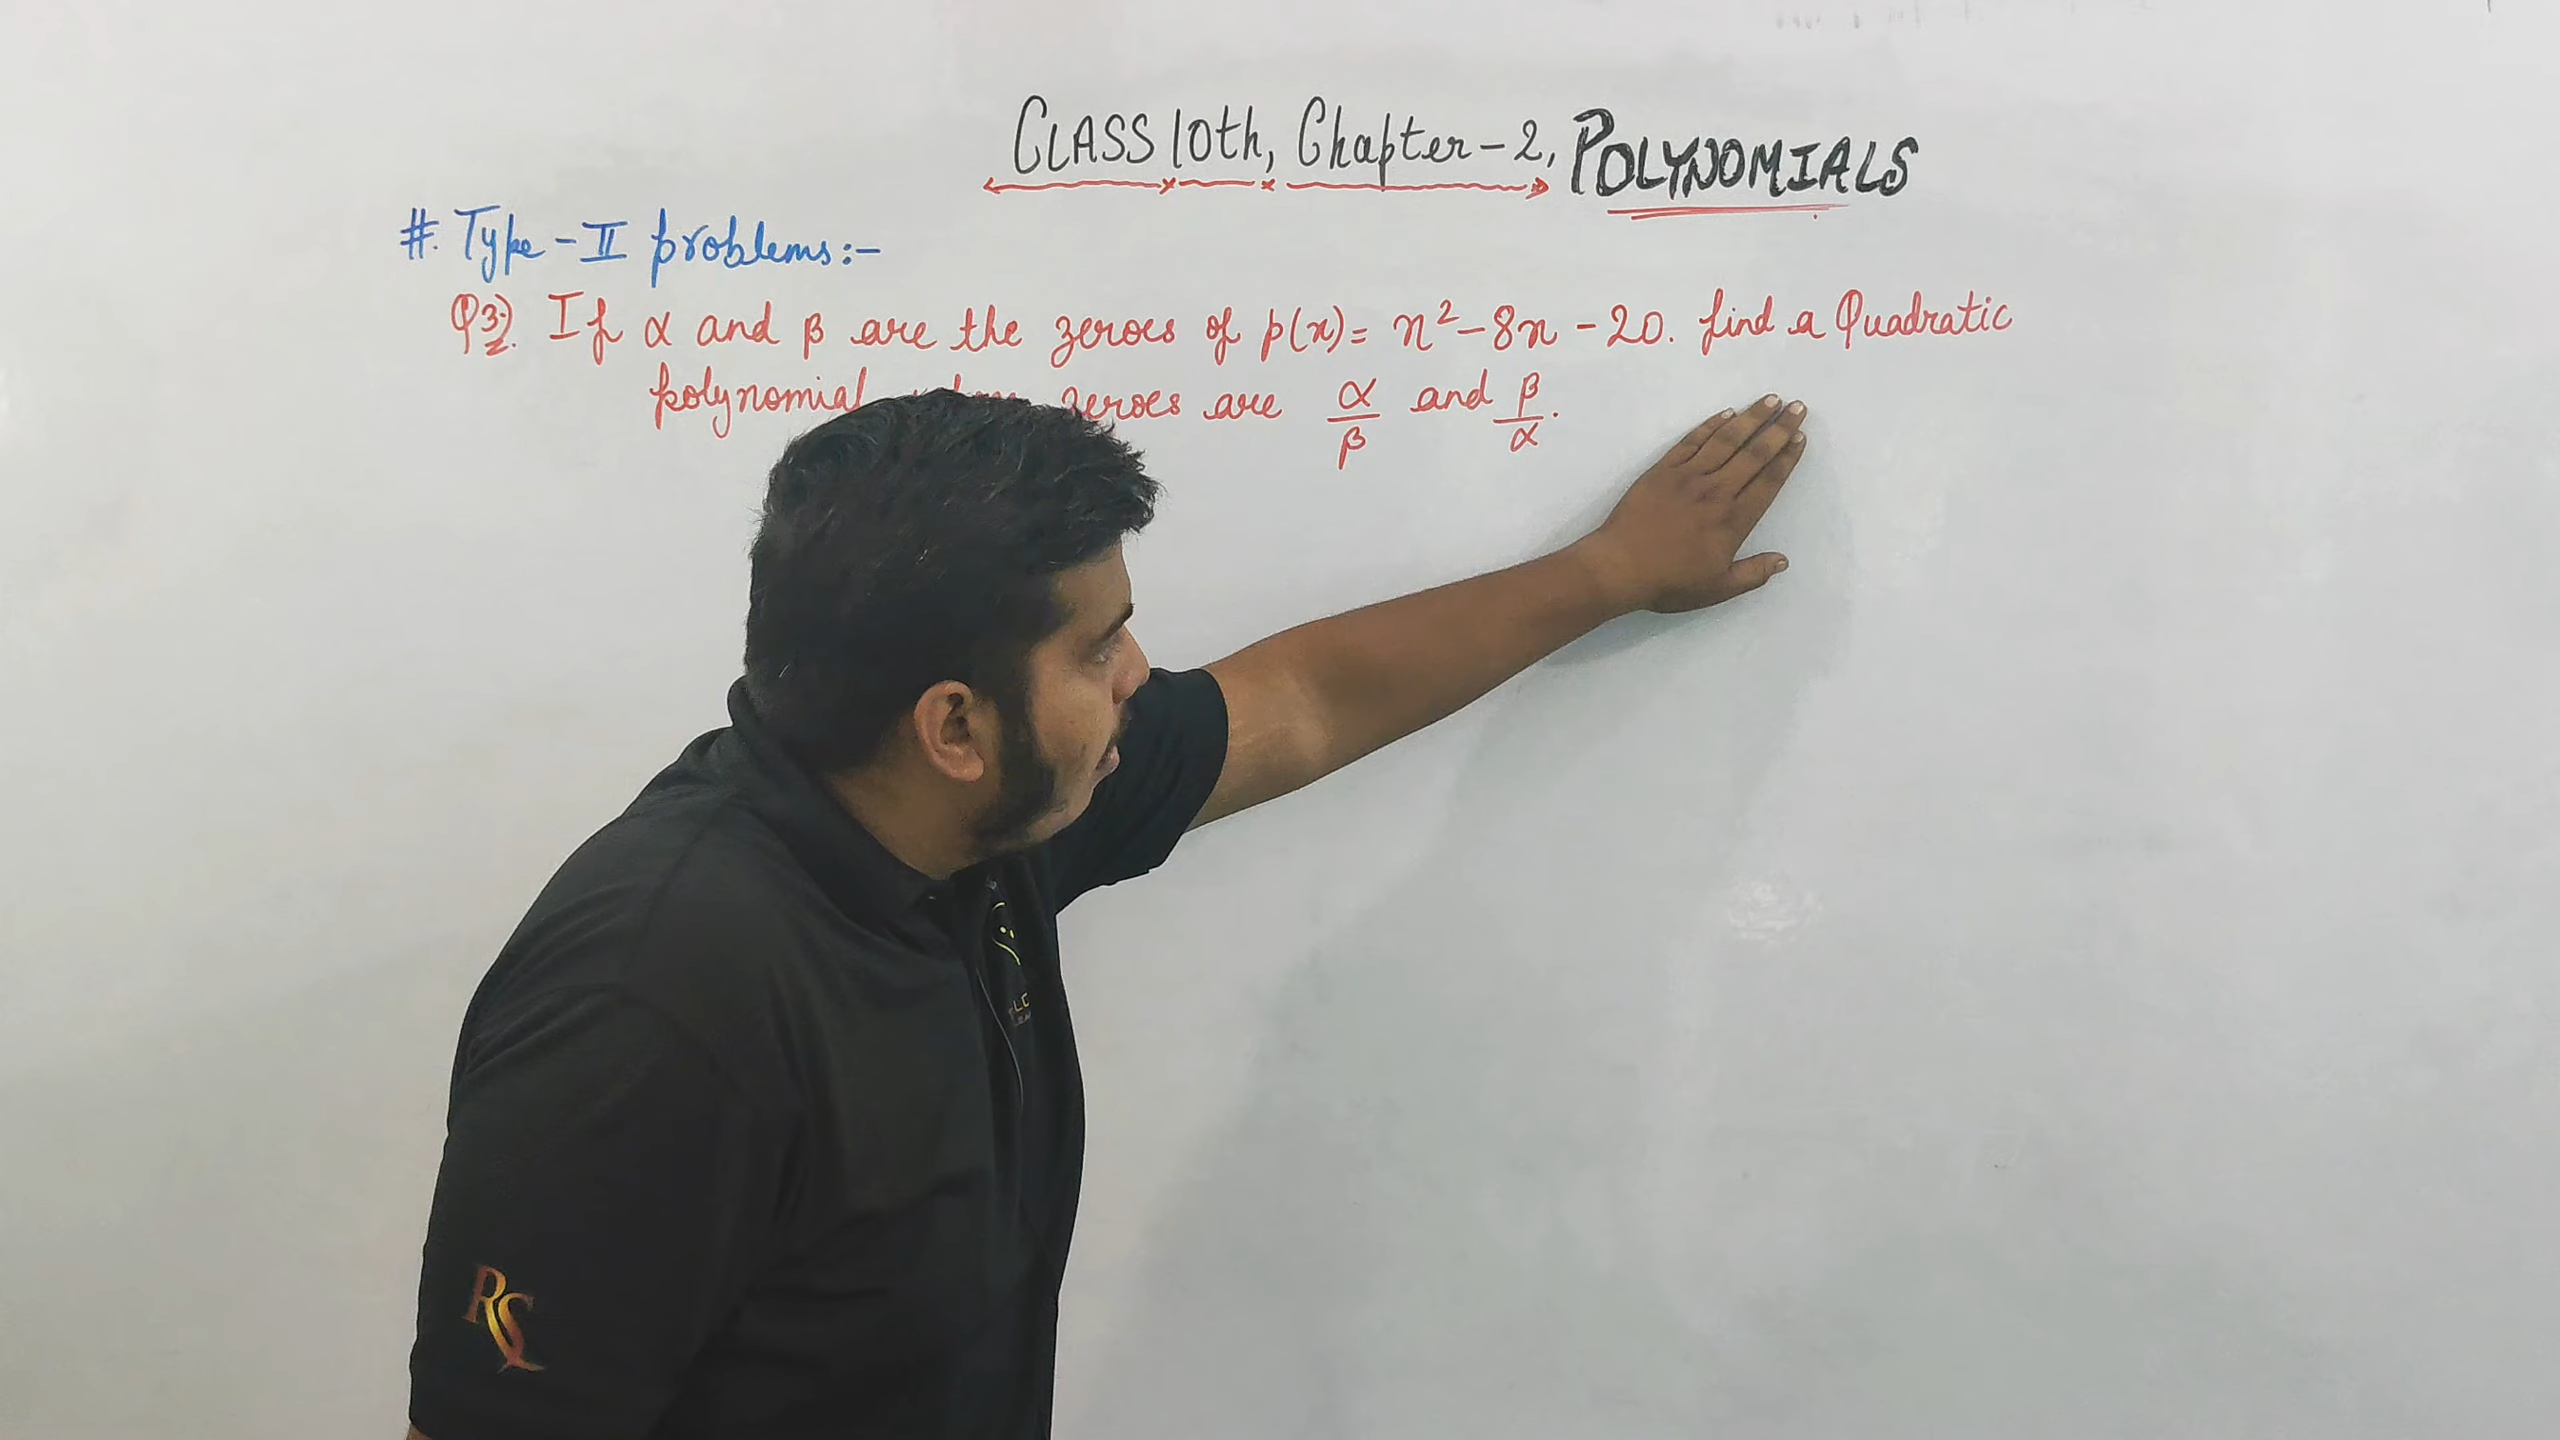 CLASS 10th, Chapter-2, POLYNOMIALS
#. Type-II problems:-
Q3). If α and β are the zeroes of p(x)= x²-8x-20. find a Quadratic
polynomial zeroes are α/β and β/α.
RS